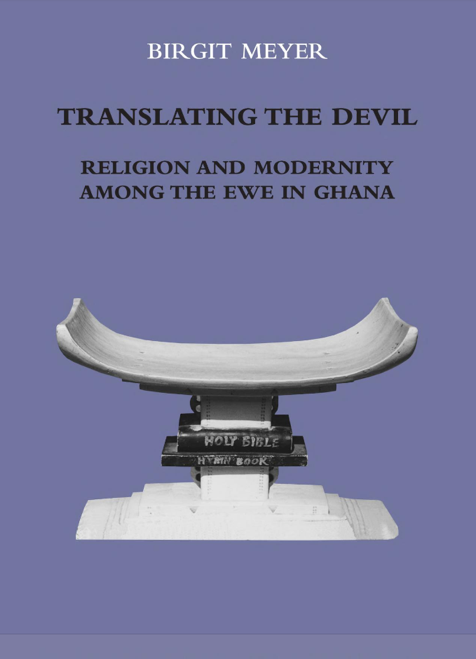 BIRGIT MEYER
TRANSLATING THE DEVIL
RELIGION AND MODERNITY
AMONG THE EWE IN GHANA
HOLY BIBLE
HYMN BOOK